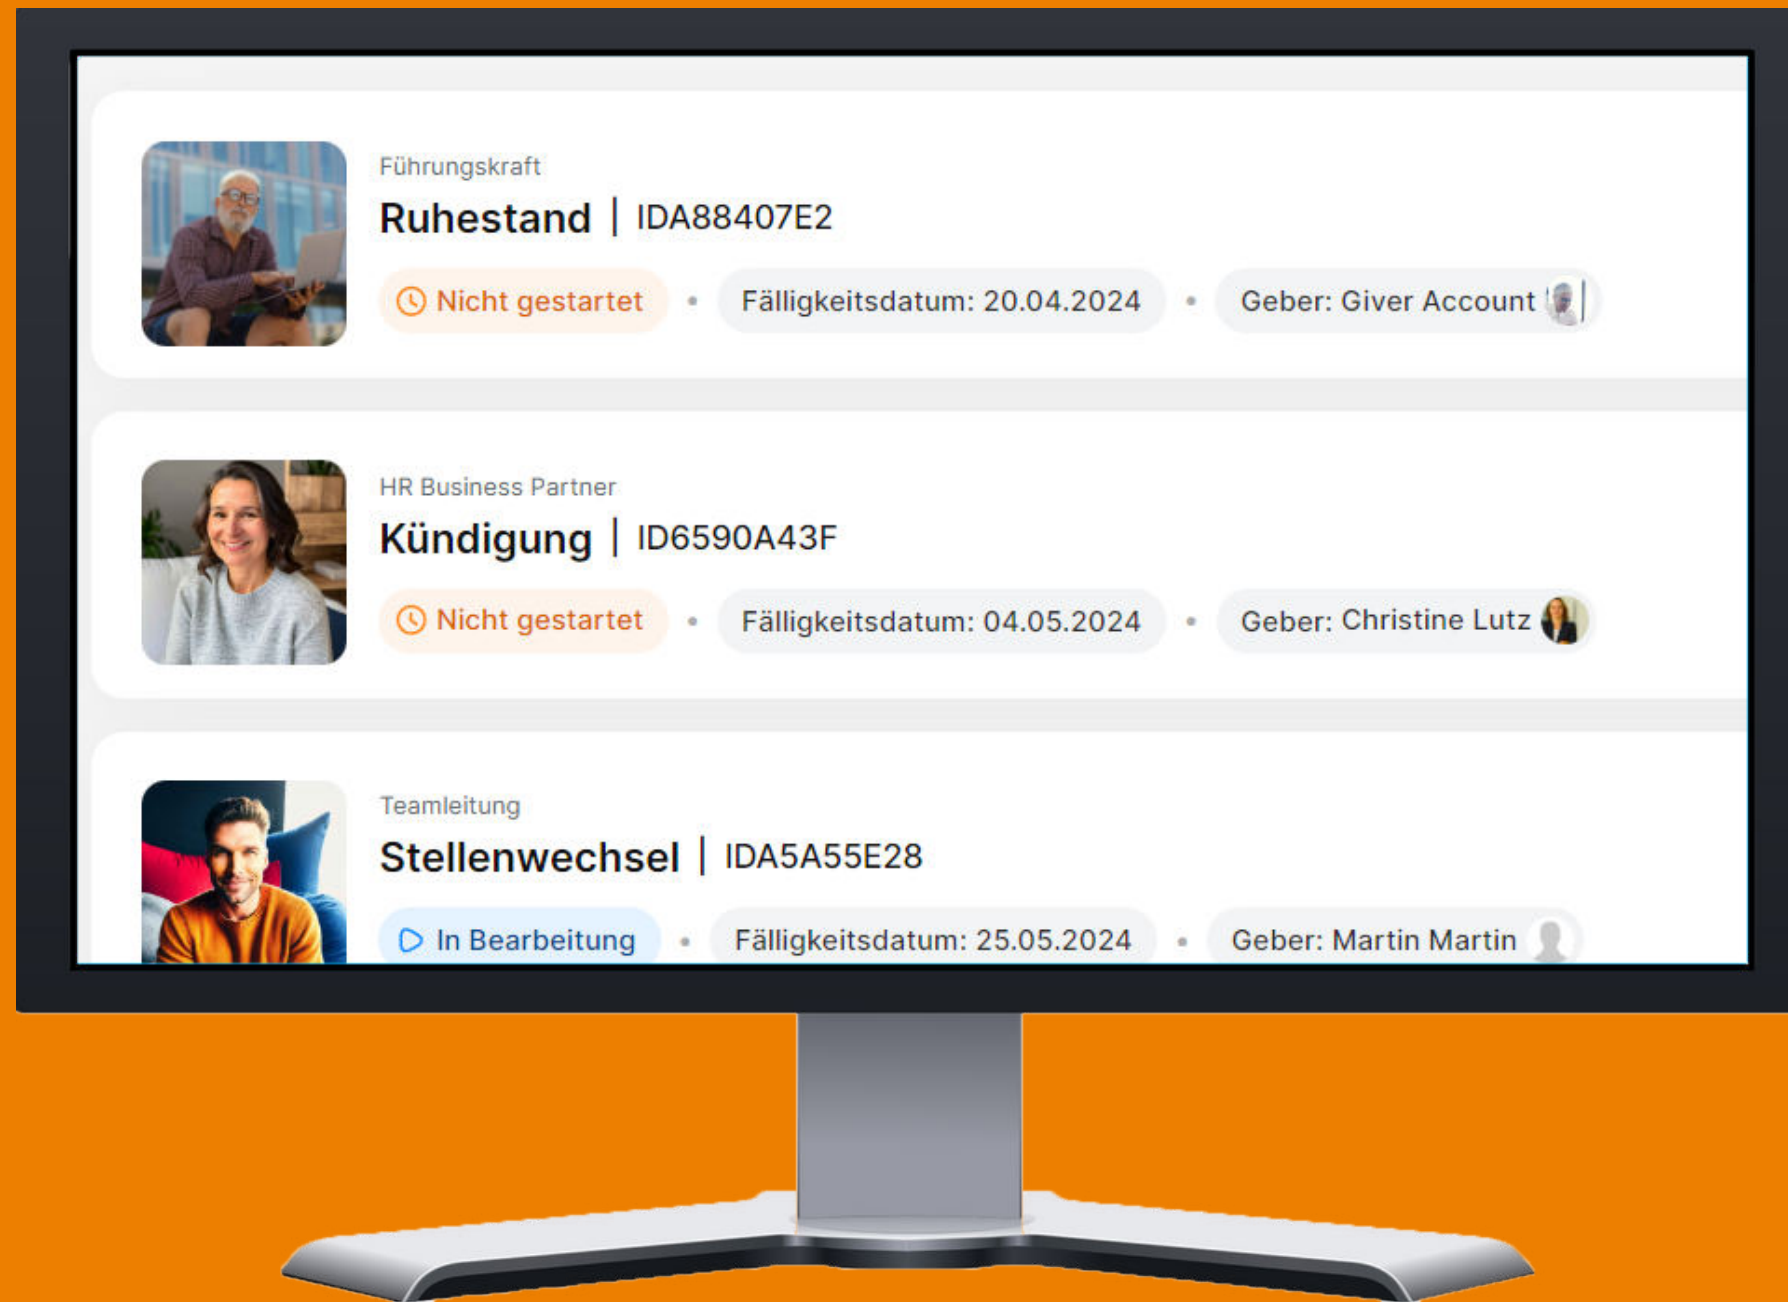 Führungskraft
Ruhestand | IDA88407E2
Nicht gestartet • Fälligkeitsdatum: 20.04.2024 • Geber: Giver Account
HR Business Partner
Kündigung | ID6590A43F
Nicht gestartet • Fälligkeitsdatum: 04.05.2024 • Geber: Christine Lutz
Teamleitung
Stellenwechsel | IDA5A55E28
In Bearbeitung • Fälligkeitsdatum: 25.05.2024 • Geber: Martin Martin